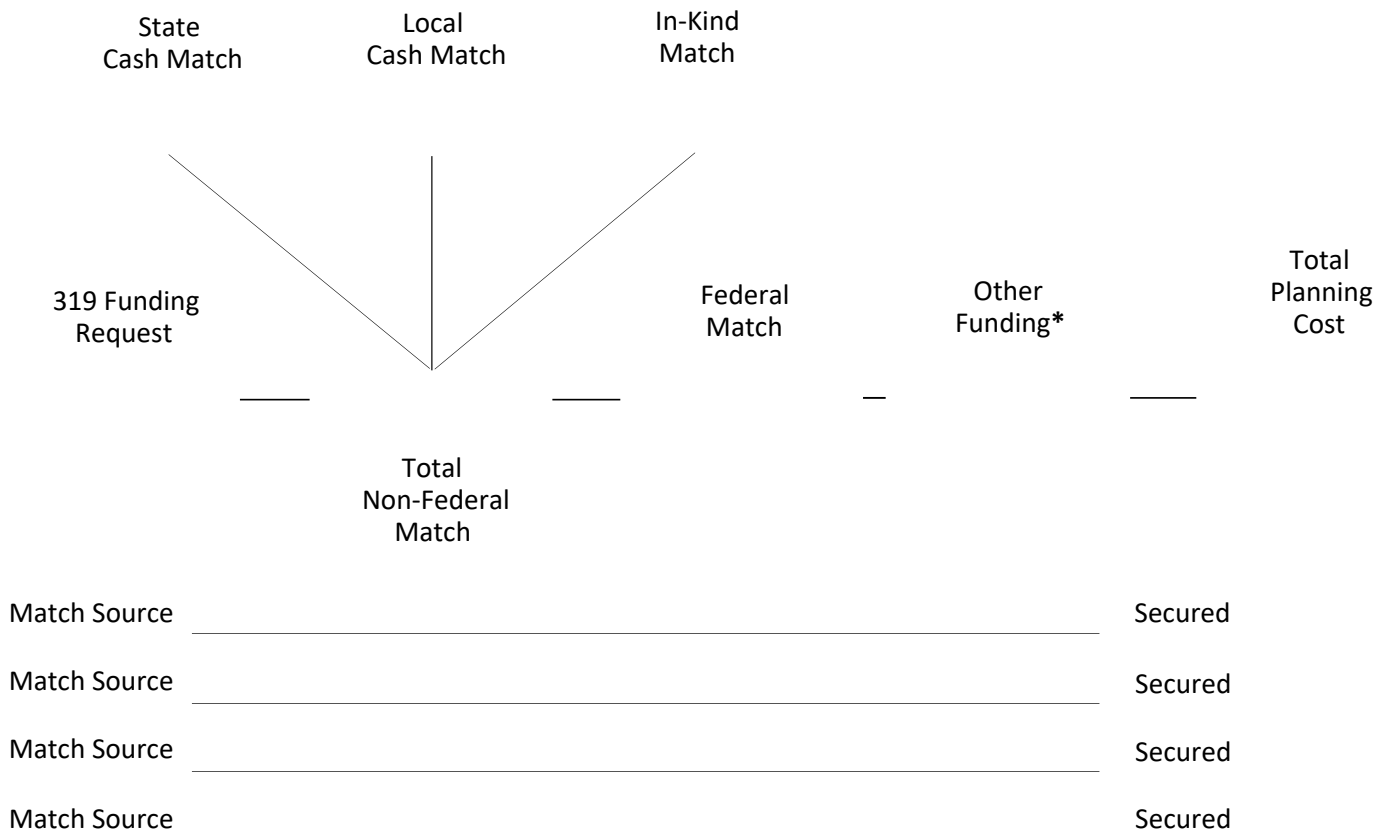 State
Cash Match
Local
Cash Match
In-Kind
Match
319 Funding
Request
Federal
Match
Other
Funding*
Total
Planning
Cost
Total
Non-Federal
Match
Match Source Secured
Match Source Secured
Match Source Secured
Match Source Secured